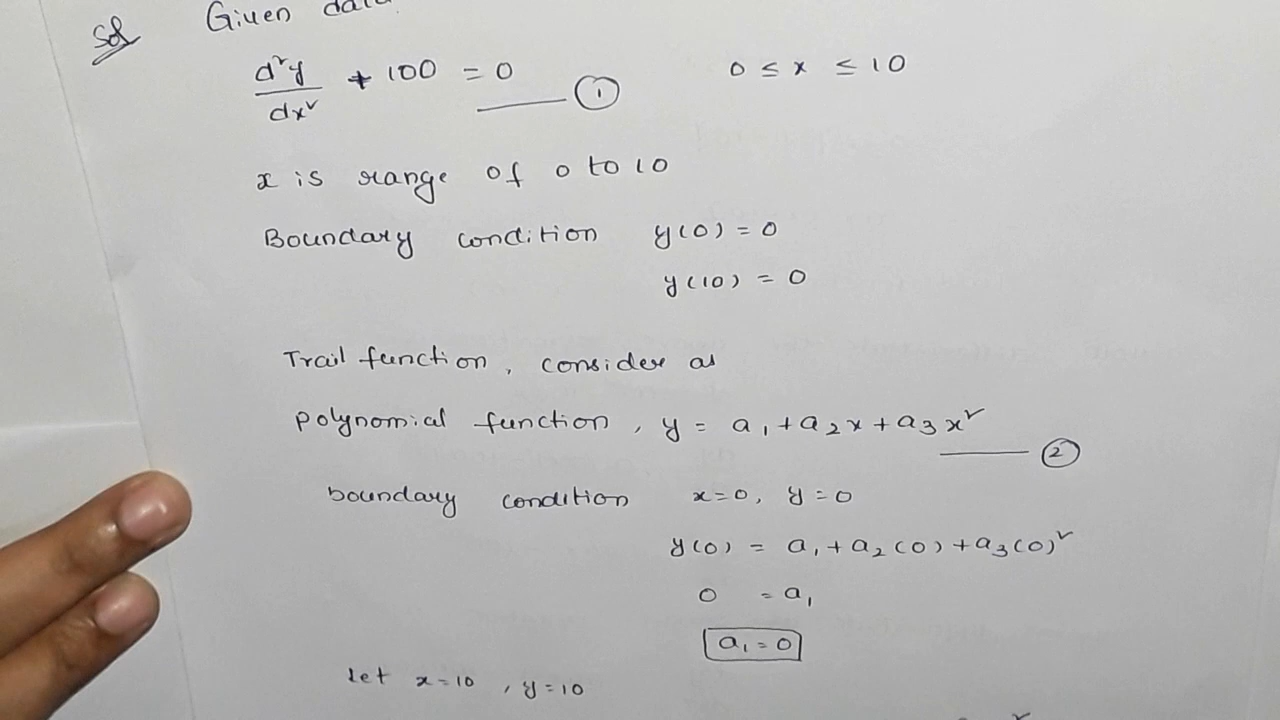 Sol Given data
d²y/dx² + 100 = 0 ——— ① 0 ≤ x ≤ 10
x is range of 0 to 10
Boundary condition y(0) = 0
y(10) = 0
Trail function, consider as
polynomial function, y = a₁ + a₂x + a₃x² ——— ②
boundary condition x=0, y=0
y(0) = a₁ + a₂(0) + a₃(0)²
0 = a₁
a₁ = 0
let x=10, y=10